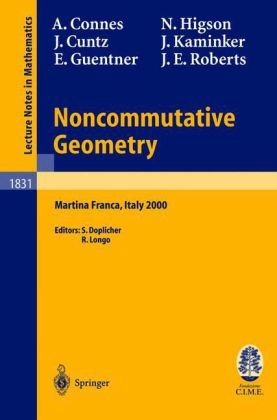 A. Connes N. Higson
J. Cuntz J. Kaminker
E. Guentner J. E. Roberts
Lecture Notes in Mathematics
1831
Noncommutative
Geometry
Martina Franca, Italy 2000
Editors: S. Doplicher
R. Longo
Springer
Fondazione
C.I.M.E.